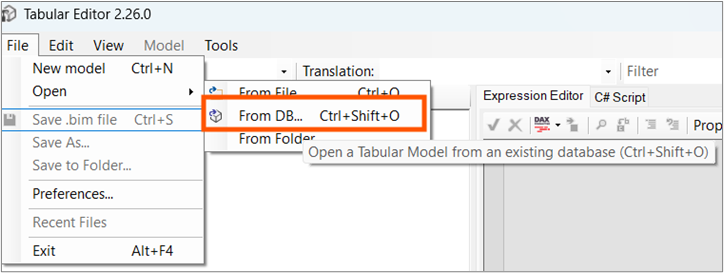 Tabular Editor 2.26.0
File Edit View Model Tools
New model Ctrl+N
Open
Save .bim file Ctrl+S
Save As...
Save to Folder...
Preferences...
Recent Files
Exit Alt+F4
From File... Ctrl+O
From DB... Ctrl+Shift+O
From Folder
Open a Tabular Model from an existing database (Ctrl+Shift+O)
Translation:
Filter
Expression Editor C# Script
DAX
Prop